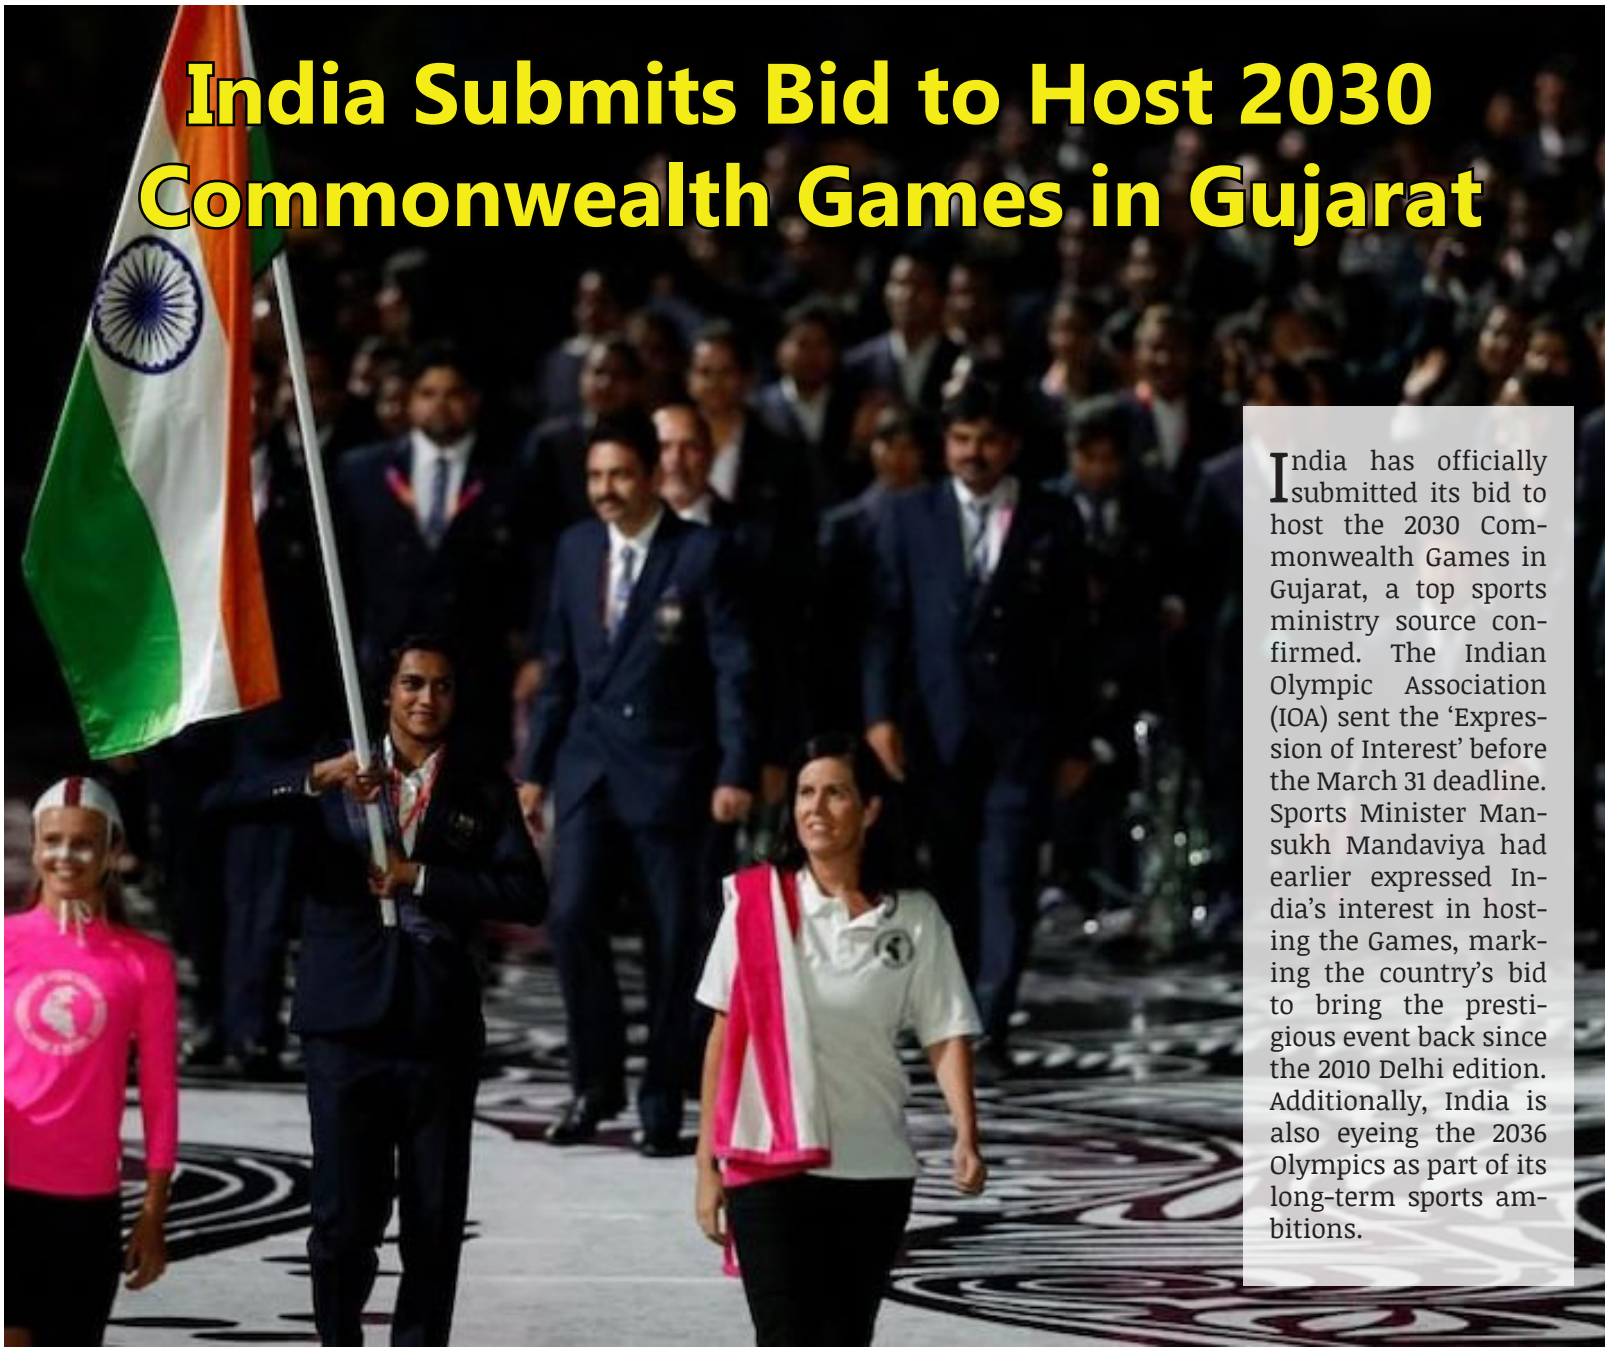 India Submits Bid to Host 2030
Commonwealth Games in Gujarat
India has officially
submitted its bid to
host the 2030 Com-
monwealth Games in
Gujarat, a top sports
ministry source con-
firmed. The Indian
Olympic Association
(IOA) sent the ‘Expres-
sion of Interest’ before
the March 31 deadline.
Sports Minister Man-
sukh Mandaviya had
earlier expressed In-
dia’s interest in host-
ing the Games, mark-
ing the country’s bid
to bring the presti-
gious event back since
the 2010 Delhi edition.
Additionally, India is
also eyeing the 2036
Olympics as part of its
long-term sports am-
bitions.